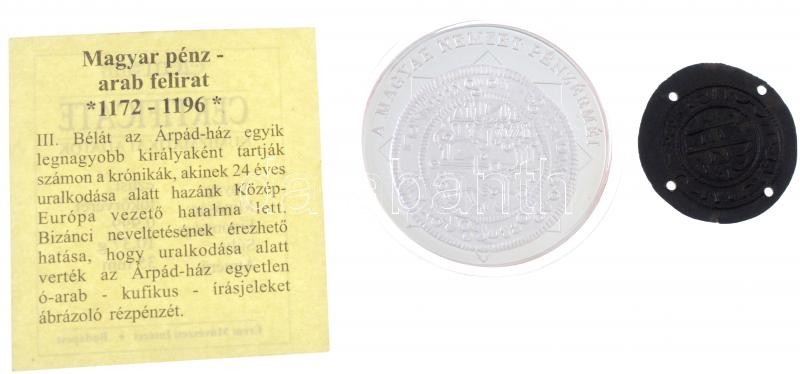 Magyar pénz -
arab felirat
*1172 - 1196 *
III. Bélát az Árpád-ház egyik
legnagyobb királyaként tartják
számon a krónikák, akinek 24 éves
uralkodása alatt hazánk Közép-
Európa vezető hatalma lett.
Bizánci neveltetésének érezhető
hatása, hogy uralkodása alatt
verték az Árpád-ház egyetlen
ó-arab - kufikus - írásjeleket
ábrázoló rézpénzét.
A MAGYAR NEMZET PÉNZÉRMÉI